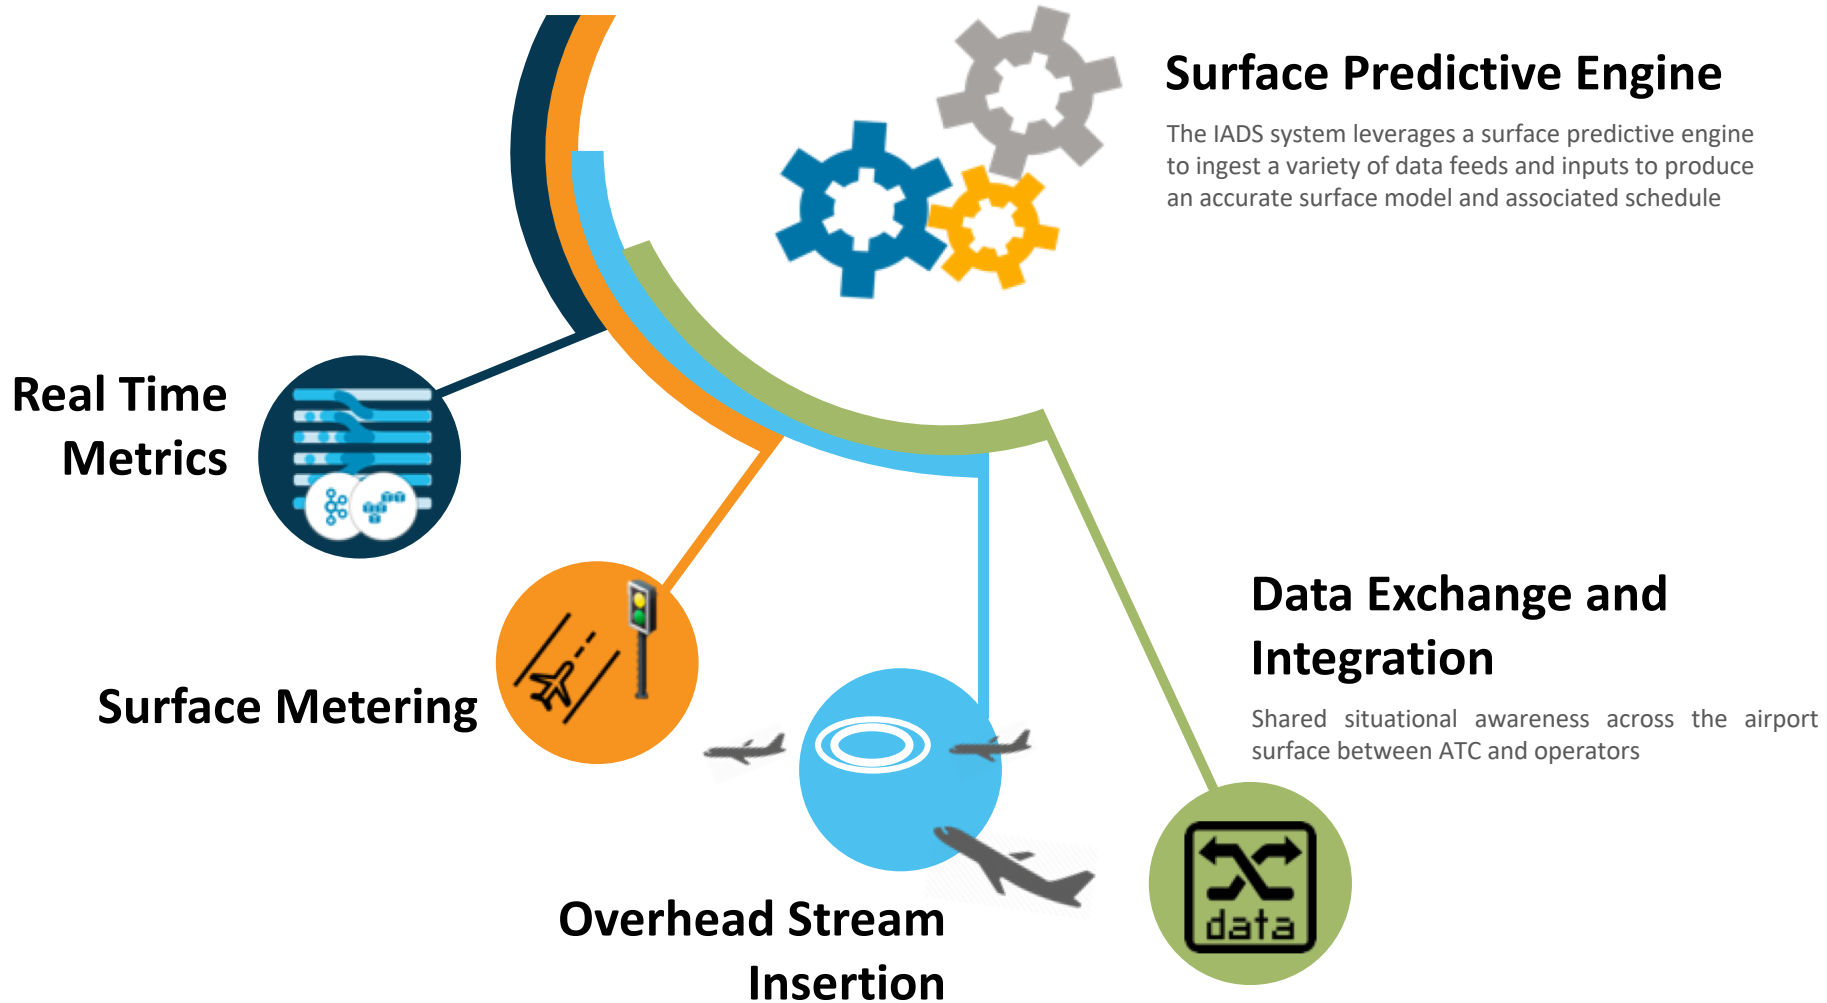 Surface Predictive Engine
The IADS system leverages a surface predictive engine
to ingest a variety of data feeds and inputs to produce
an accurate surface model and associated schedule
Real Time
Metrics
Surface Metering
Overhead Stream
Insertion
Data Exchange and
Integration
Shared situational awareness across the airport
surface between ATC and operators
data